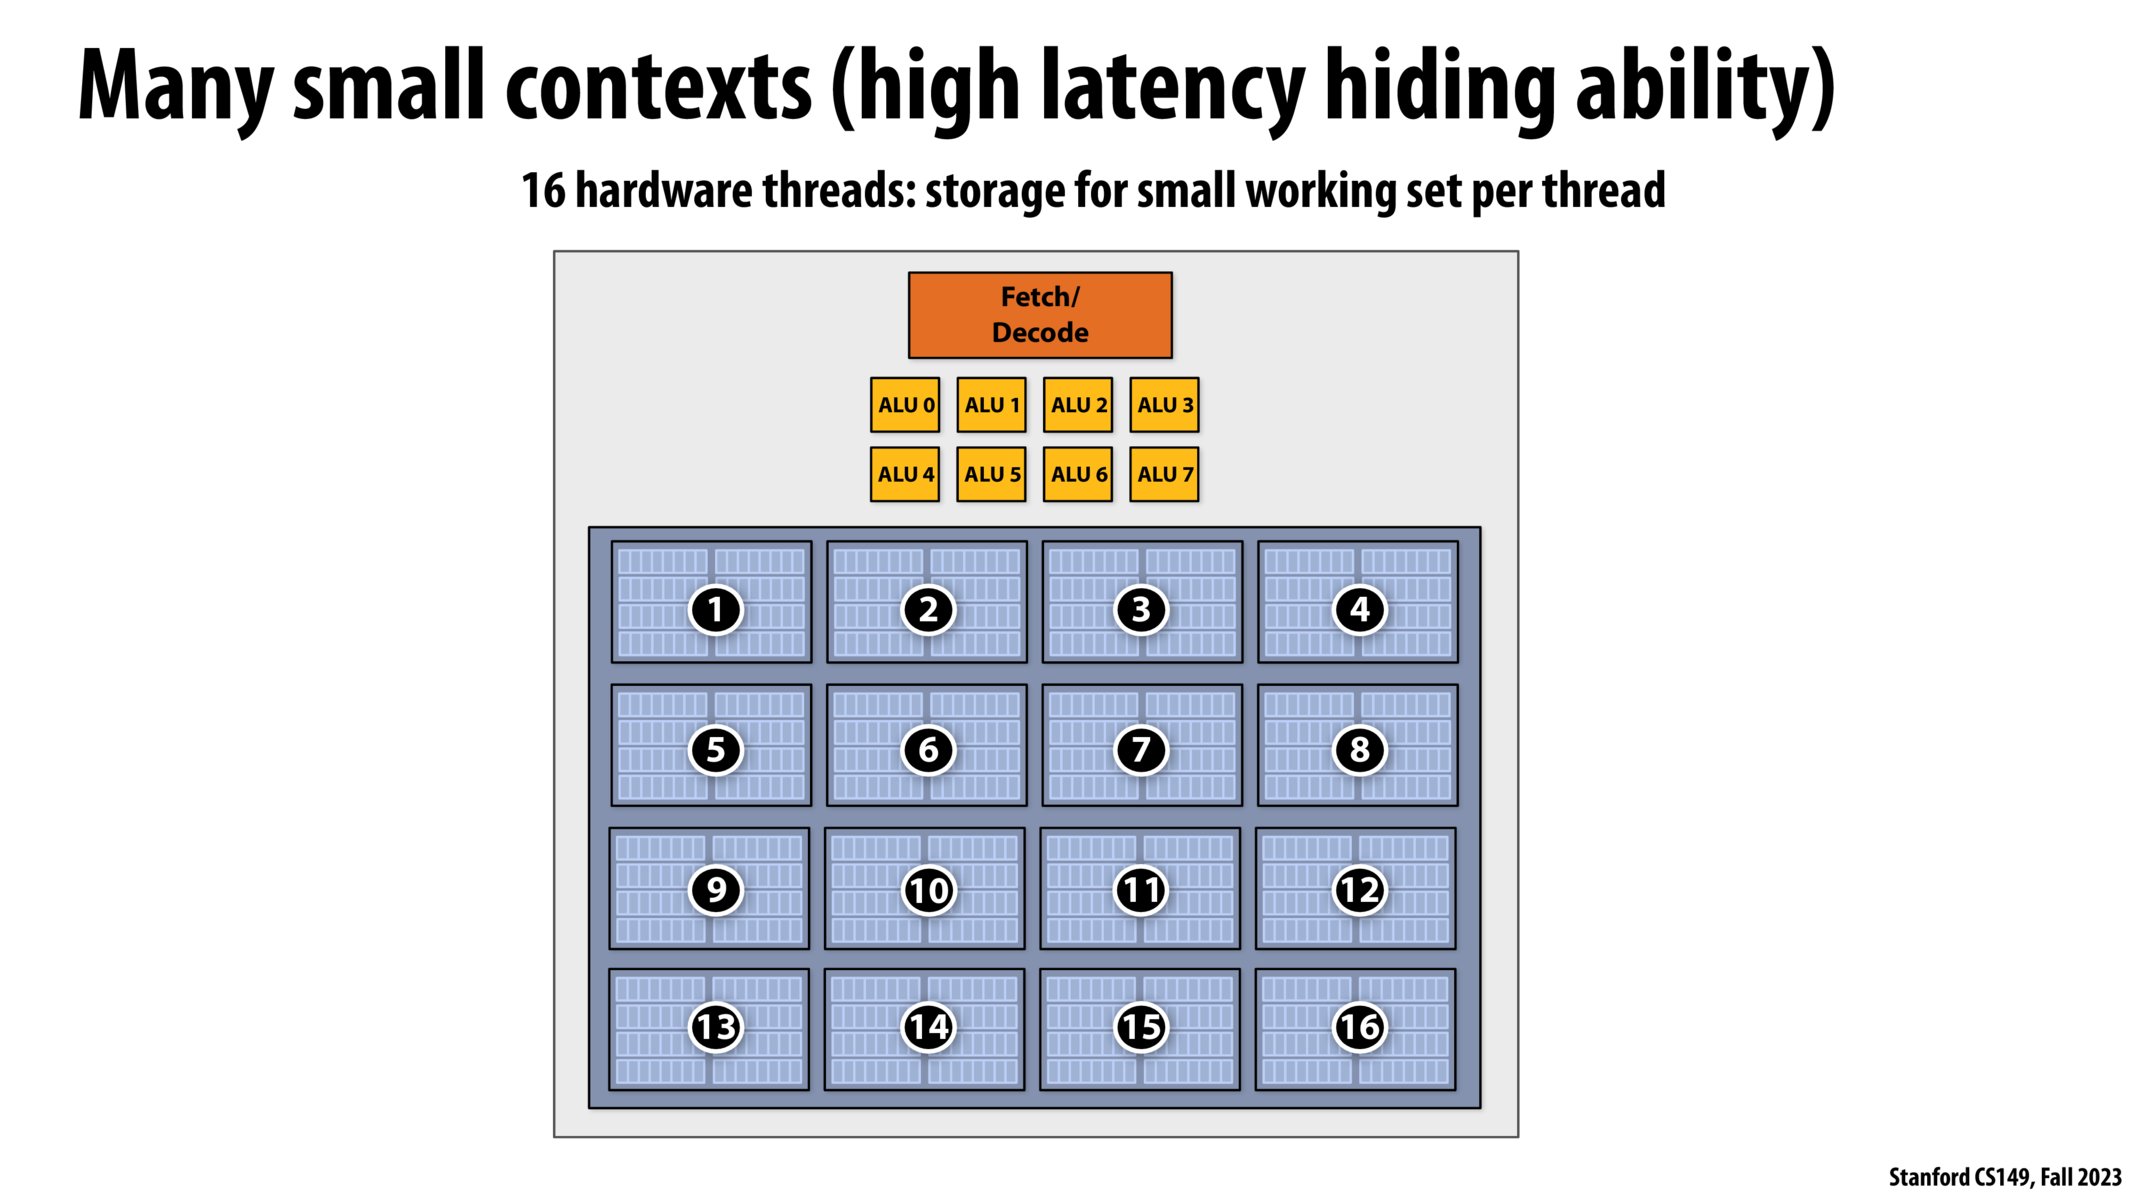 Many small contexts (high latency hiding ability)
16 hardware threads: storage for small working set per thread
Fetch/
Decode
ALU 0 ALU 1 ALU 2 ALU 3
ALU 4 ALU 5 ALU 6 ALU 7
1 2 3 4
5 6 7 8
9 10 11 12
13 14 15 16
Stanford CS149, Fall 2023